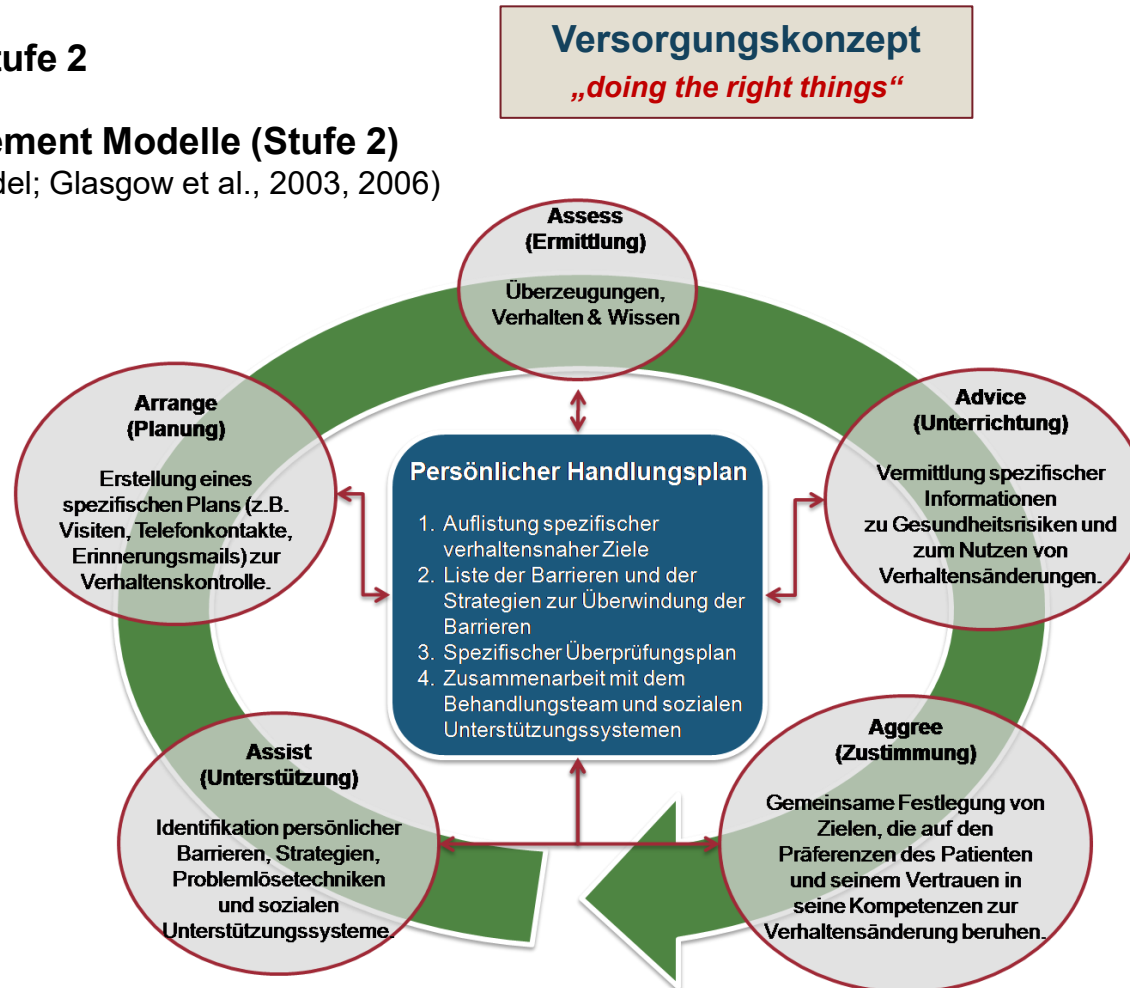 Versorgungskonzept
„doing the right things“
tufe 2
ement Modelle (Stufe 2)
del; Glasgow et al., 2003, 2006)
Assess
(Ermittlung)
Überzeugungen,
Verhalten & Wissen
Advice
(Unterrichtung)
Vermittlung spezifischer
Informationen
zu Gesundheitsrisiken und
zum Nutzen von
Verhaltensänderungen.
Aggree
(Zustimmung)
Gemeinsame Festlegung von
Zielen, die auf den
Präferenzen des Patienten
und seinem Vertrauen in
seine Kompetenzen zur
Verhaltensänderung beruhen.
Assist
(Unterstützung)
Identifikation persönlicher
Barrieren, Strategien,
Problemlösetechniken
und sozialen
Unterstützungssysteme.
Arrange
(Planung)
Erstellung eines
spezifischen Plans (z.B.
Visiten, Telefonkontakte,
Erinnerungsmails) zur
Verhaltenskontrolle.
Persönlicher Handlungsplan
1. Auflistung spezifischer
verhaltensnaher Ziele
2. Liste der Barrieren und der
Strategien zur Überwindung der
Barrieren
3. Spezifischer Überprüfungsplan
4. Zusammenarbeit mit dem
Behandlungsteam und sozialen
Unterstützungssystemen